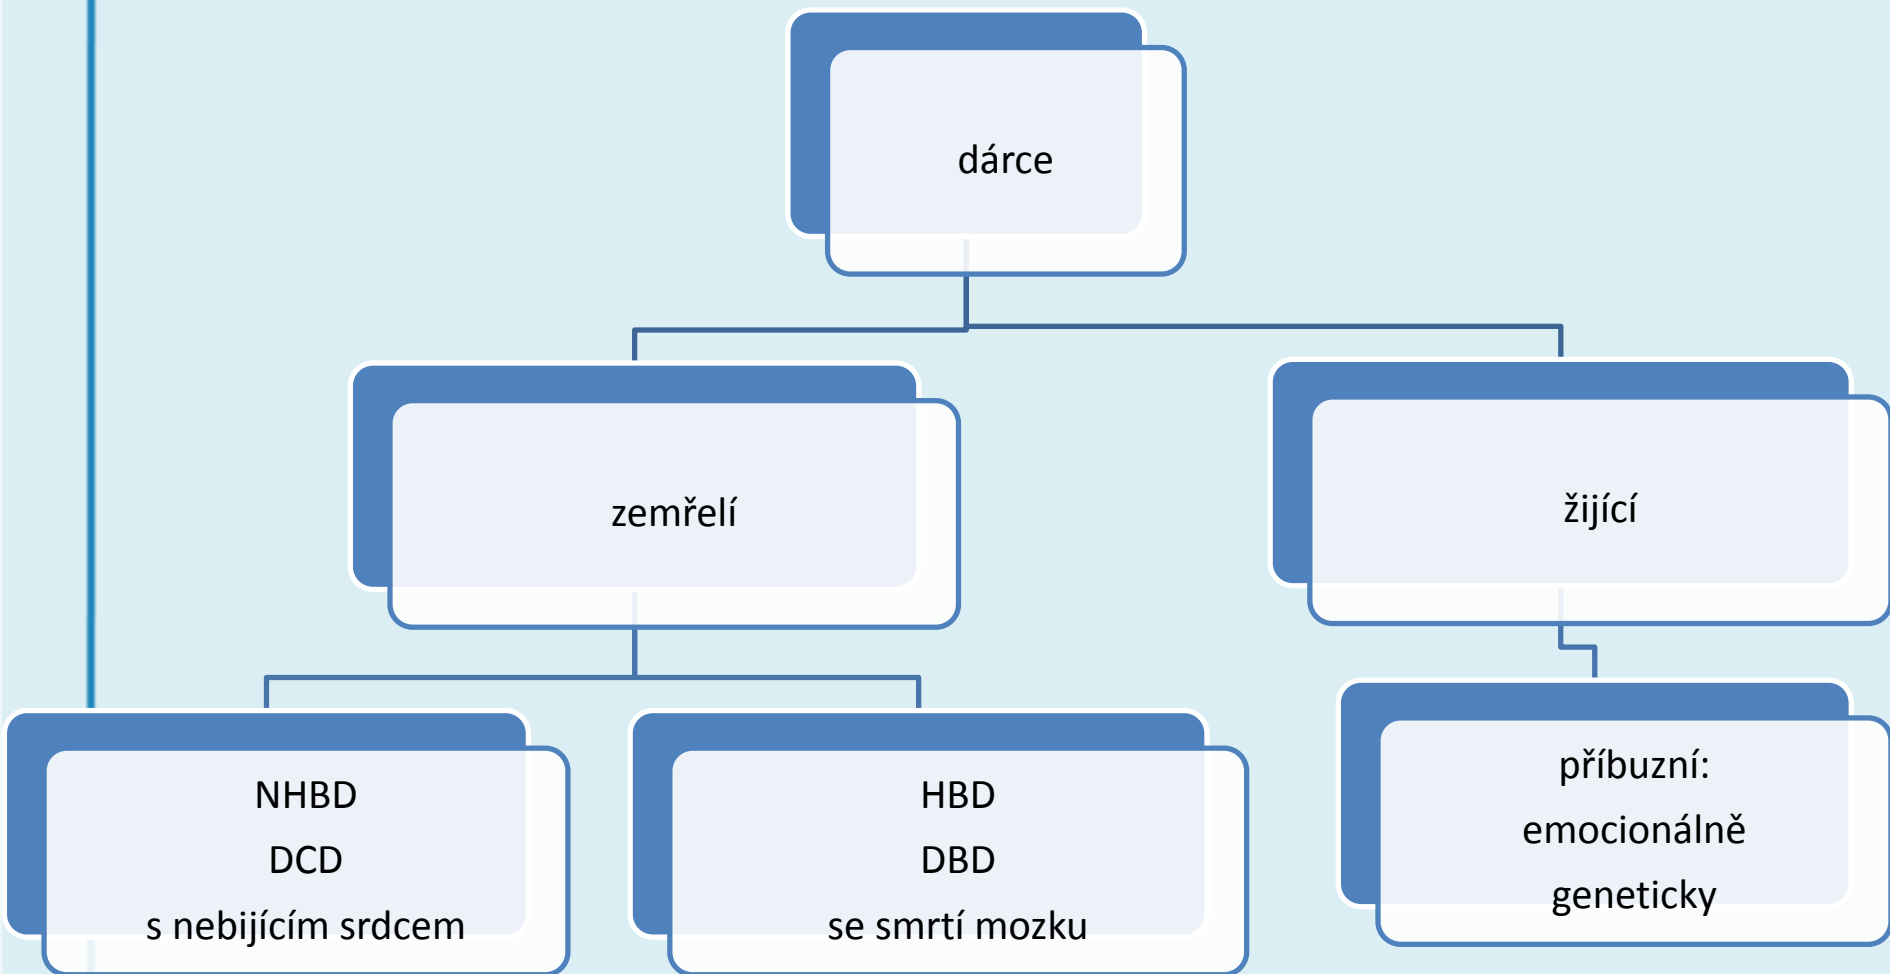 dárce
zemřelí
žijící
NHBD
DCD
s nebijícím srdcem
HBD
DBD
se smrtí mozku
příbuzní:
emocionálně
geneticky